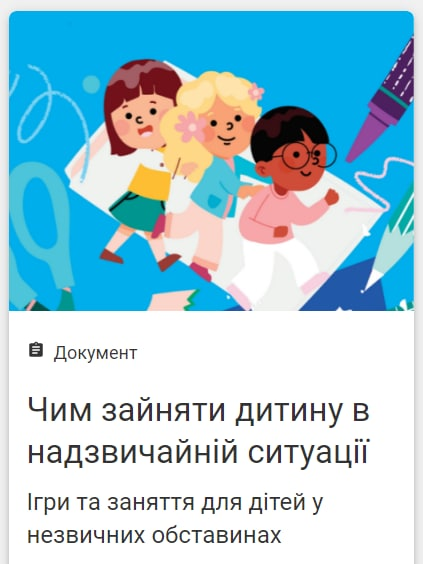 Документ
Чим зайняти дитину в
надзвичайній ситуації
Ігри та заняття для дітей у
незвичних обставинах